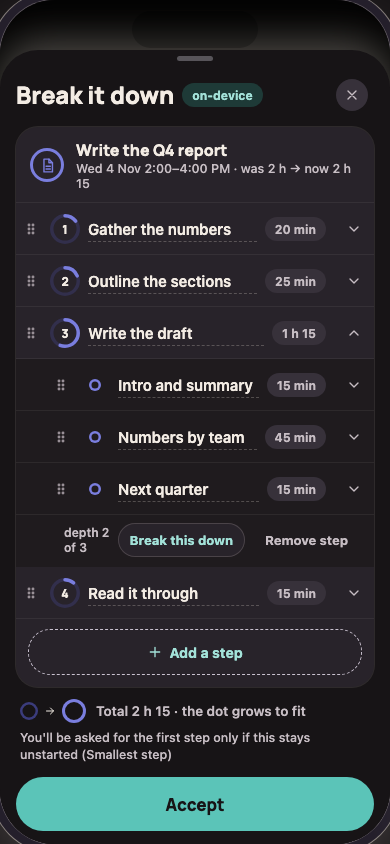 Break it down on-device
Write the Q4 report
Wed 4 Nov 2:00–4:00 PM · was 2 h → now 2 h
15
1 Gather the numbers 20 min
2 Outline the sections 25 min
3 Write the draft 1 h 15
Intro and summary 15 min
Numbers by team 45 min
Next quarter 15 min
depth 2
of 3
Break this down Remove step
4 Read it through 15 min
+ Add a step
→ Total 2 h 15 · the dot grows to fit
You'll be asked for the first step only if this stays
unstarted (Smallest step)
Accept